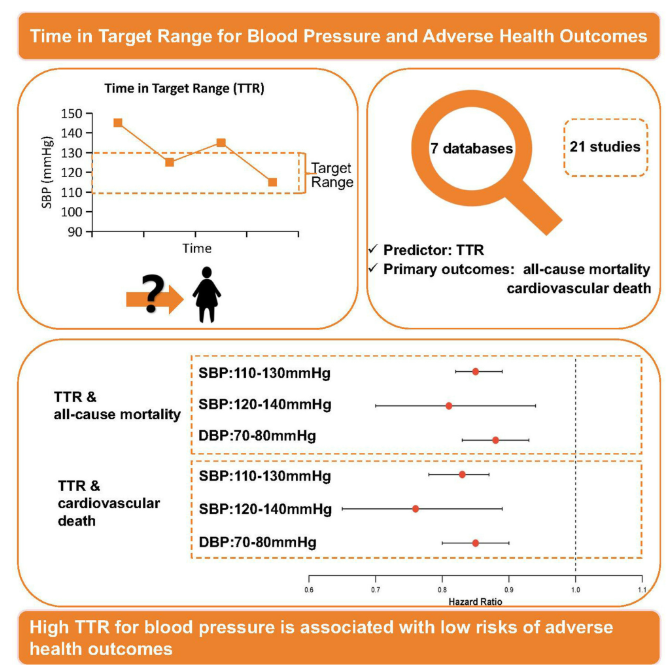 Time in Target Range for Blood Pressure and Adverse Health Outcomes
Time in Target Range (TTR)
150
140
130
120
110
100
90
SBP (mmHg)
Target
Range
Time
?
7 databases
21 studies
✓ Predictor: TTR
✓ Primary outcomes: all-cause mortality
cardiovascular death
TTR &
all-cause mortality
SBP:110-130mmHg
SBP:120-140mmHg
DBP:70-80mmHg
TTR &
cardiovascular
death
SBP:110-130mmHg
SBP:120-140mmHg
DBP:70-80mmHg
0.6 0.7 0.8 0.9 1.0 1.1
Hazard Ratio
High TTR for blood pressure is associated with low risks of adverse
health outcomes